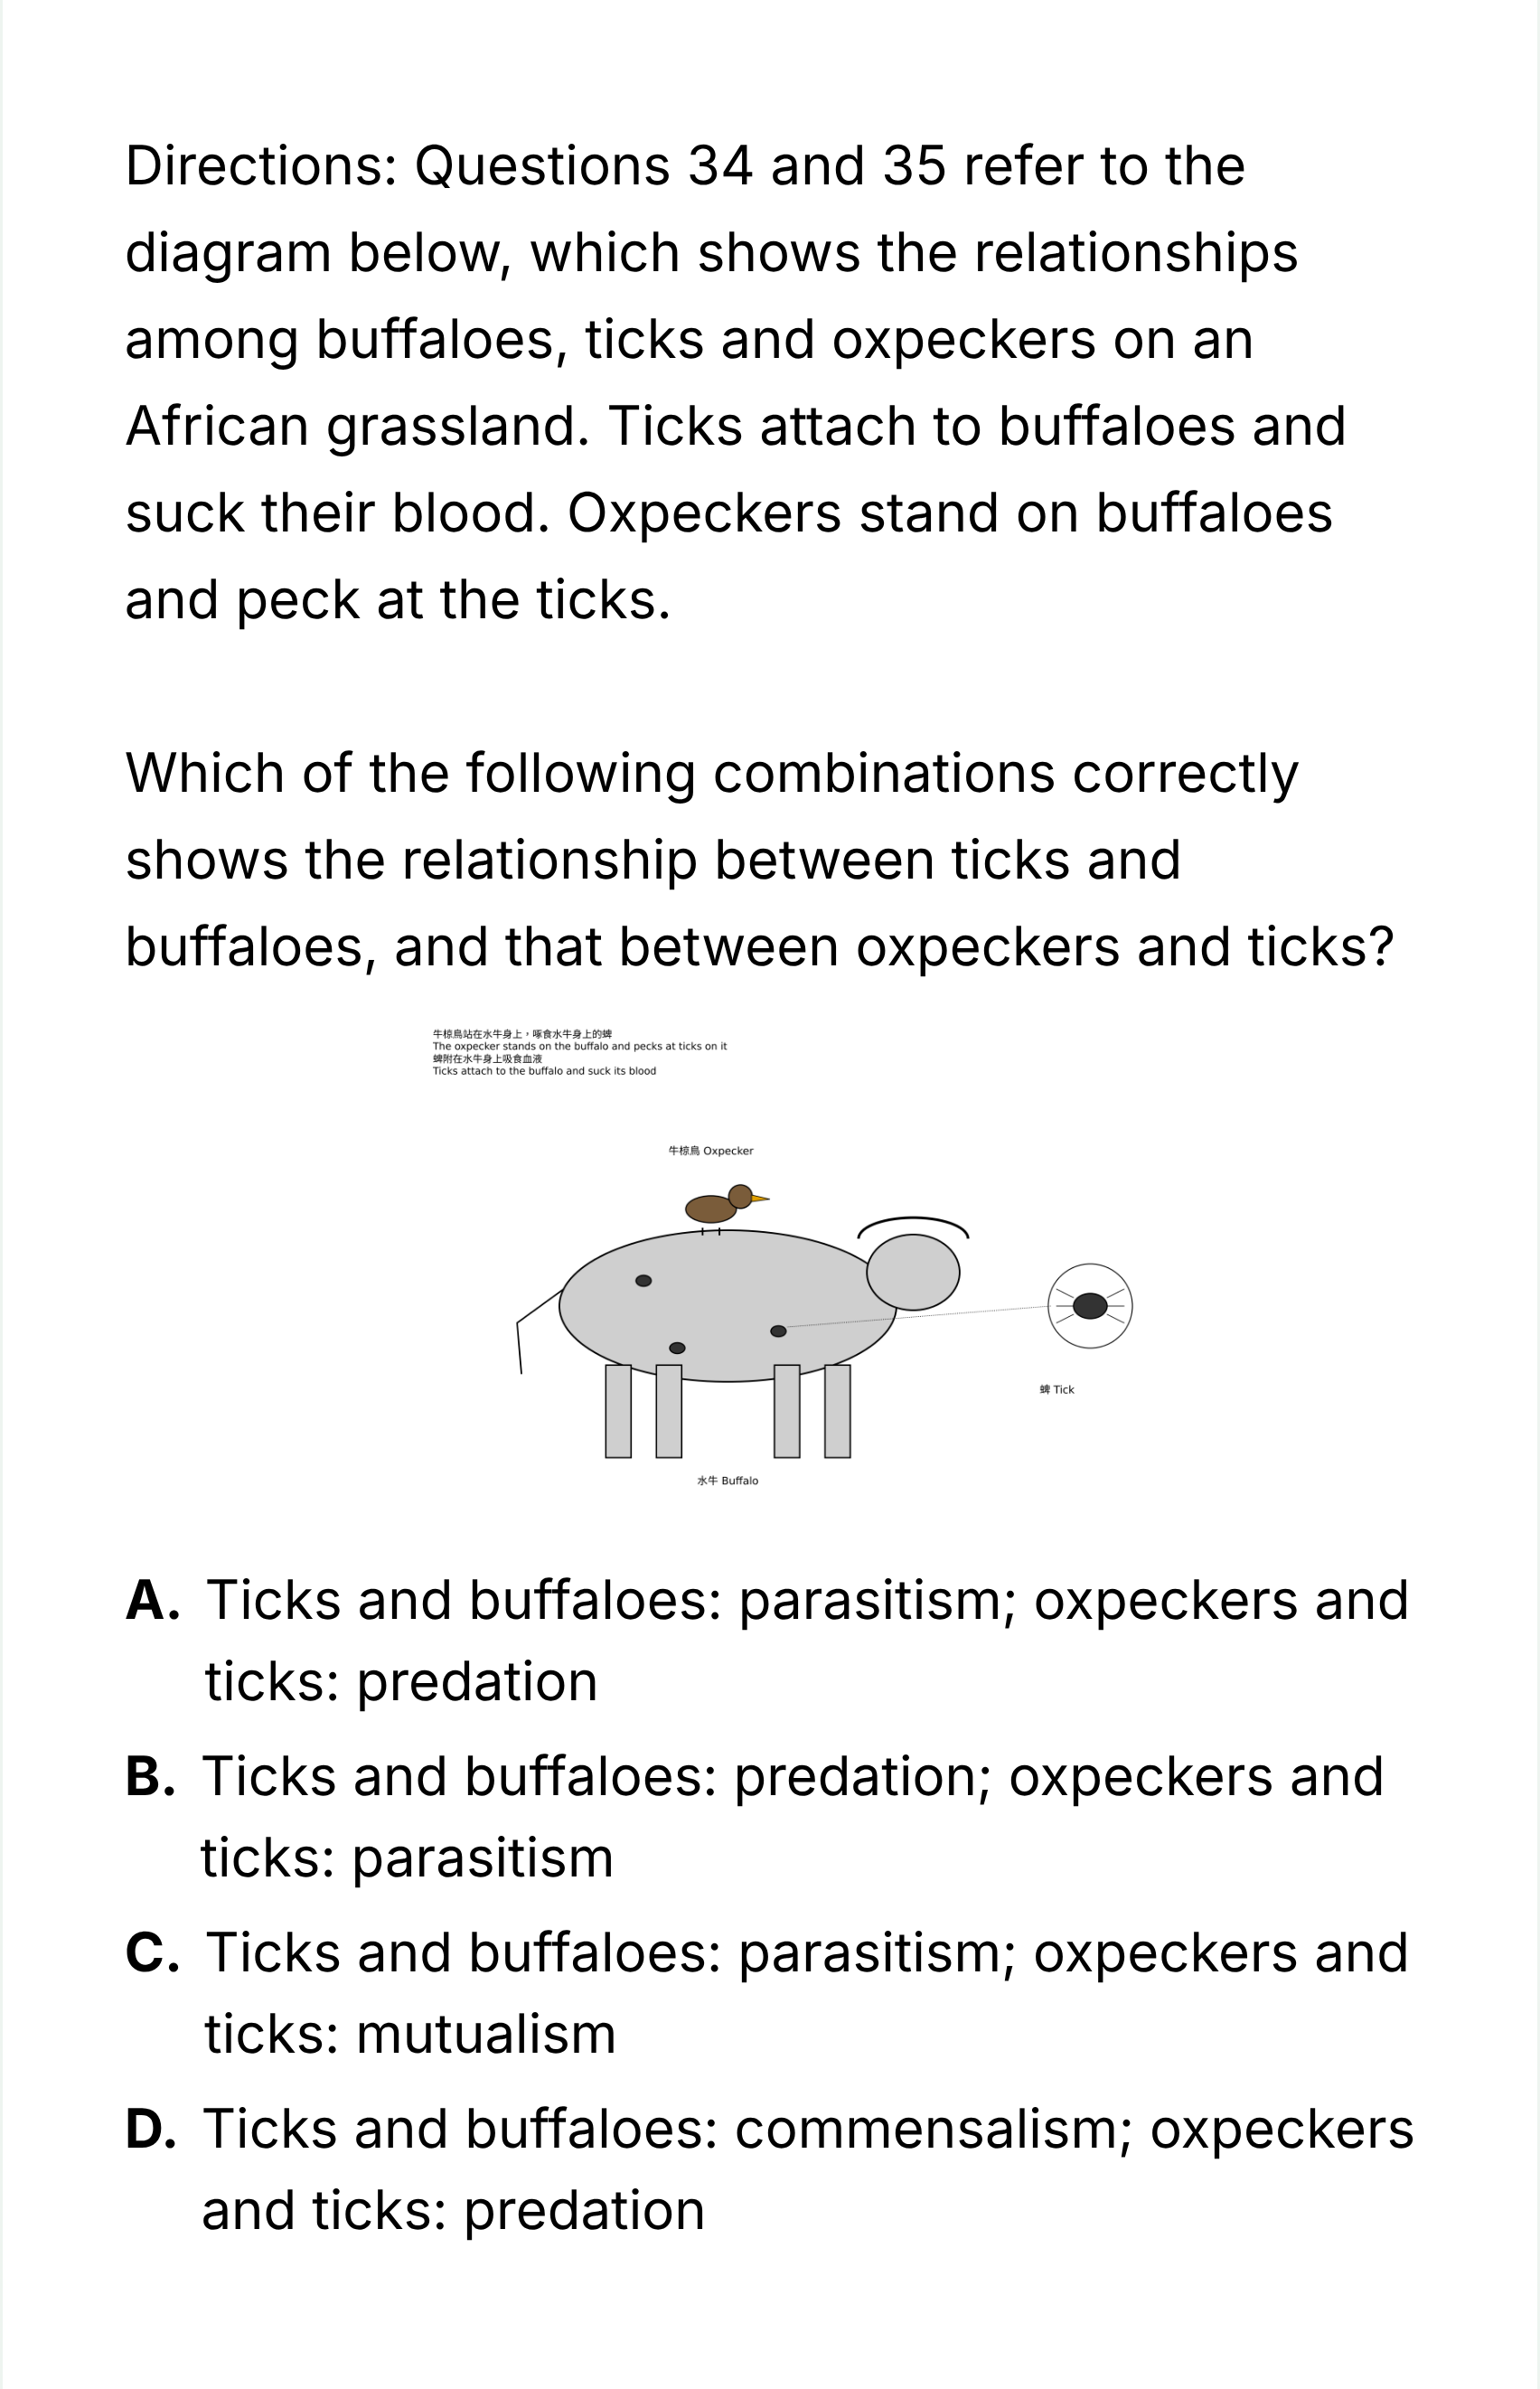 Directions: Questions 34 and 35 refer to the
diagram below, which shows the relationships
among buffaloes, ticks and oxpeckers on an
African grassland. Ticks attach to buffaloes and
suck their blood. Oxpeckers stand on buffaloes
and peck at the ticks.
Which of the following combinations correctly
shows the relationship between ticks and
buffaloes, and that between oxpeckers and ticks?
牛椋鳥站在水牛身上，啄食水牛身上的蜱
The oxpecker stands on the buffalo and pecks at ticks on it
蜱附在水牛身上吸食血液
Ticks attach to the buffalo and suck its blood
牛椋鳥 Oxpecker
蜱 Tick
水牛 Buffalo
A. Ticks and buffaloes: parasitism; oxpeckers and
ticks: predation
B. Ticks and buffaloes: predation; oxpeckers and
ticks: parasitism
C. Ticks and buffaloes: parasitism; oxpeckers and
ticks: mutualism
D. Ticks and buffaloes: commensalism; oxpeckers
and ticks: predation